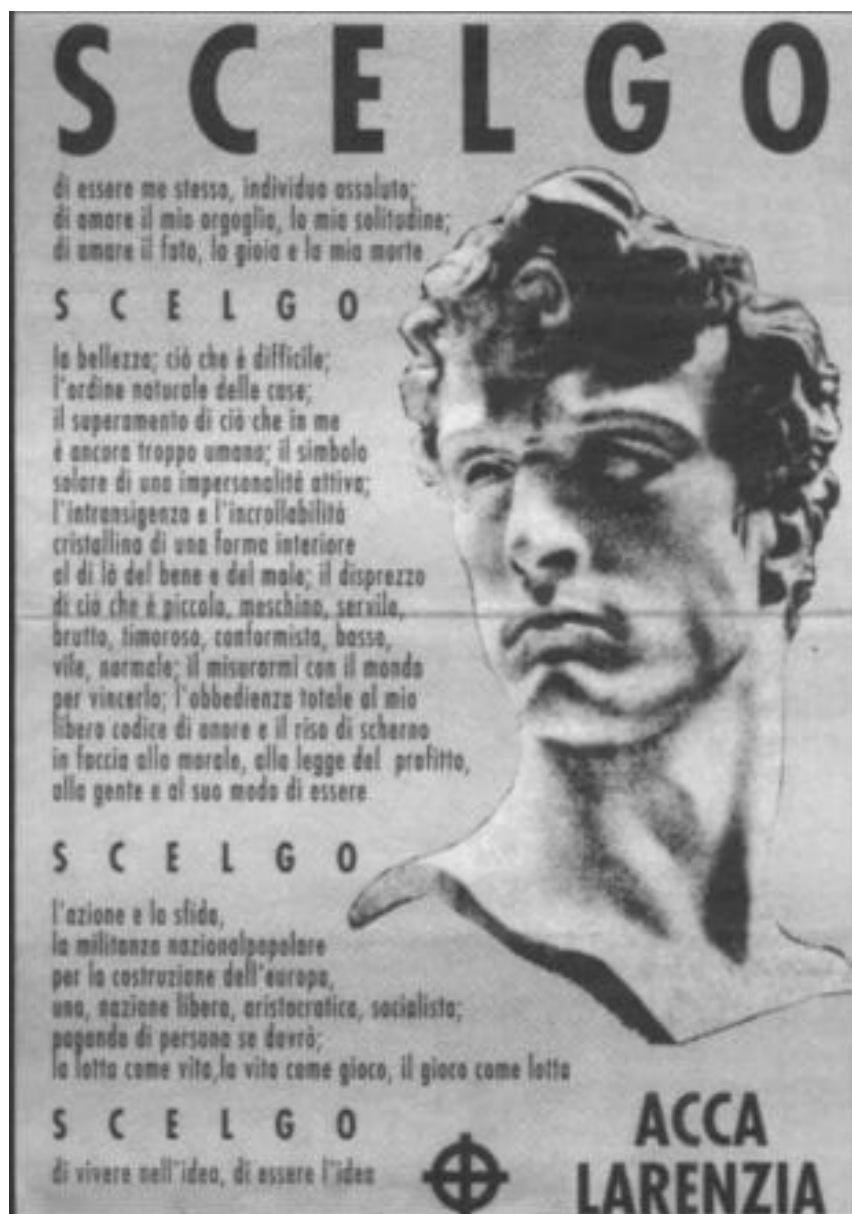 SCELGO
di essere me stesso, individuo assoluto;
di amare il mio orgoglio, la mia solitudine;
di amare il fato, la gioia e la mia morte
SCELGO
la bellezza; ciò che è difficile;
l'ordine naturale delle cose;
il superamento di ciò che in me
è ancora troppo umano; il simbolo
solare di una impersonalità attiva;
l'intransigenza e l'incrollabilità
cristallina di una forma interiore
al di là del bene e del male; il disprezzo
di ciò che è piccolo, meschino, servile,
brutto, timoroso, conformista, basso,
vile, normale; il misurarmi con il mondo
per vincerlo; l'obbedienza totale al mio
libero codice di onore e il riso di scherno
in faccia alla morale, alla legge del profitto,
alla gente e al suo modo di essere
SCELGO
l'azione e la sfida,
la militanza nazionalpopolare
per la costruzione dell'europa,
una, nazione libera, aristocratica, socialista;
pagando di persona se dovrò;
la lotta come vita,la vita come gioco, il gioco come lotta
SCELGO
di vivere nell'idea, di essere l'idea
ACCA
LARENZIA